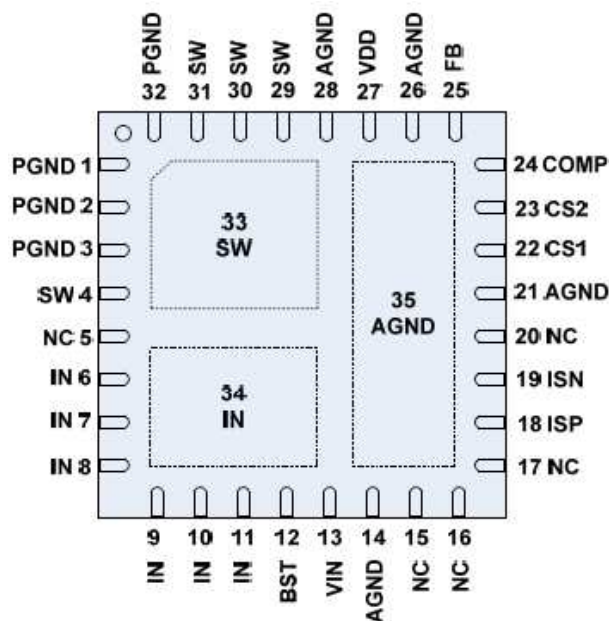 PGND 32
SW 31
SW 30
SW 29
AGND 28
VDD 27
AGND 26
FB 25
PGND 1
PGND 2
PGND 3
SW 4
NC 5
IN 6
IN 7
IN 8
33
SW
34
IN
35
AGND
24 COMP
23 CS2
22 CS1
21 AGND
20 NC
19 ISN
18 ISP
17 NC
9 IN
10 IN
11 IN
12 BST
13 VIN
14 AGND
15 NC
16 NC